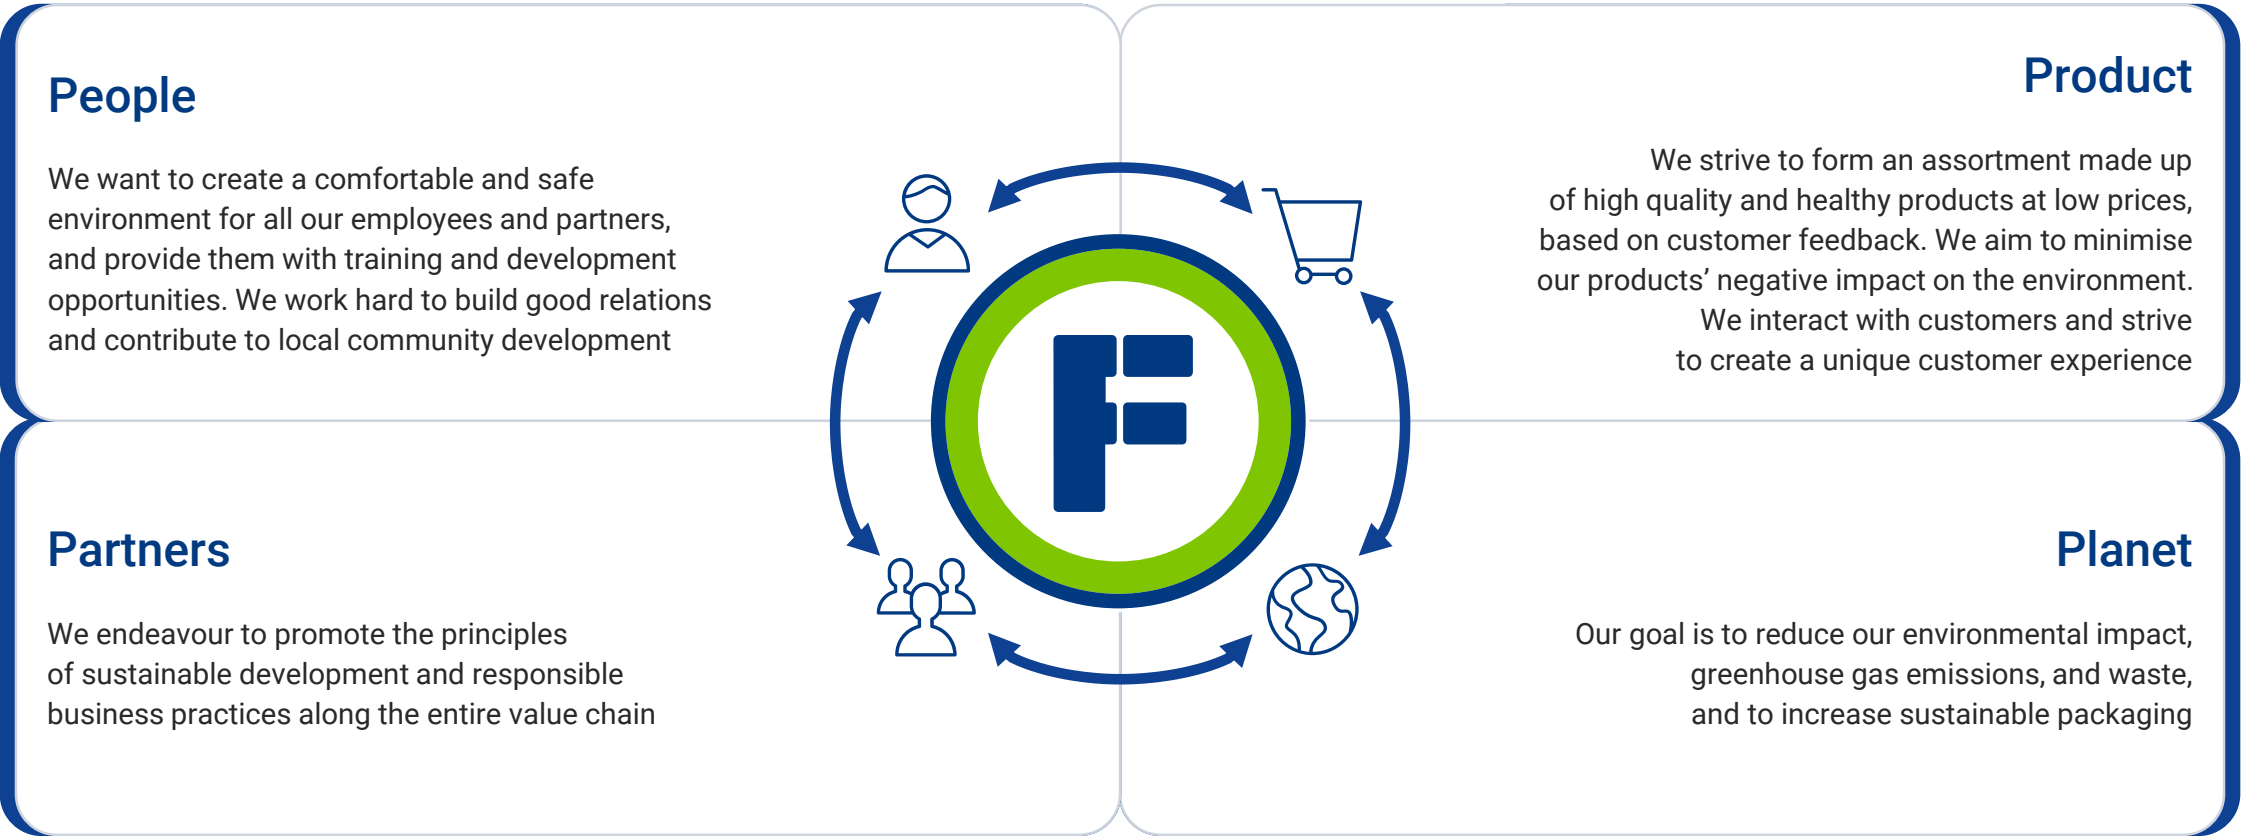 People
We want to create a comfortable and safe
environment for all our employees and partners,
and provide them with training and development
opportunities. We work hard to build good relations
and contribute to local community development
Product
We strive to form an assortment made up
of high quality and healthy products at low prices,
based on customer feedback. We aim to minimise
our products’ negative impact on the environment.
We interact with customers and strive
to create a unique customer experience
F
Partners
We endeavour to promote the principles
of sustainable development and responsible
business practices along the entire value chain
Planet
Our goal is to reduce our environmental impact,
greenhouse gas emissions, and waste,
and to increase sustainable packaging